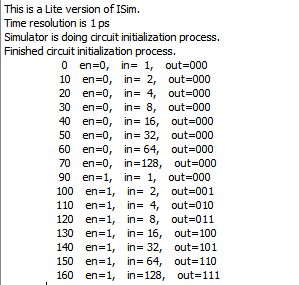 This is a Lite version of ISim.
Time resolution is 1 ps
Simulator is doing circuit initialization process.
Finished circuit initialization process.
0 en=0, in= 1, out=000
10 en=0, in= 2, out=000
20 en=0, in= 4, out=000
30 en=0, in= 8, out=000
40 en=0, in= 16, out=000
50 en=0, in= 32, out=000
60 en=0, in= 64, out=000
70 en=0, in=128, out=000
90 en=1, in= 1, out=000
100 en=1, in= 2, out=001
110 en=1, in= 4, out=010
120 en=1, in= 8, out=011
130 en=1, in= 16, out=100
140 en=1, in= 32, out=101
150 en=1, in= 64, out=110
160 en=1, in=128, out=111